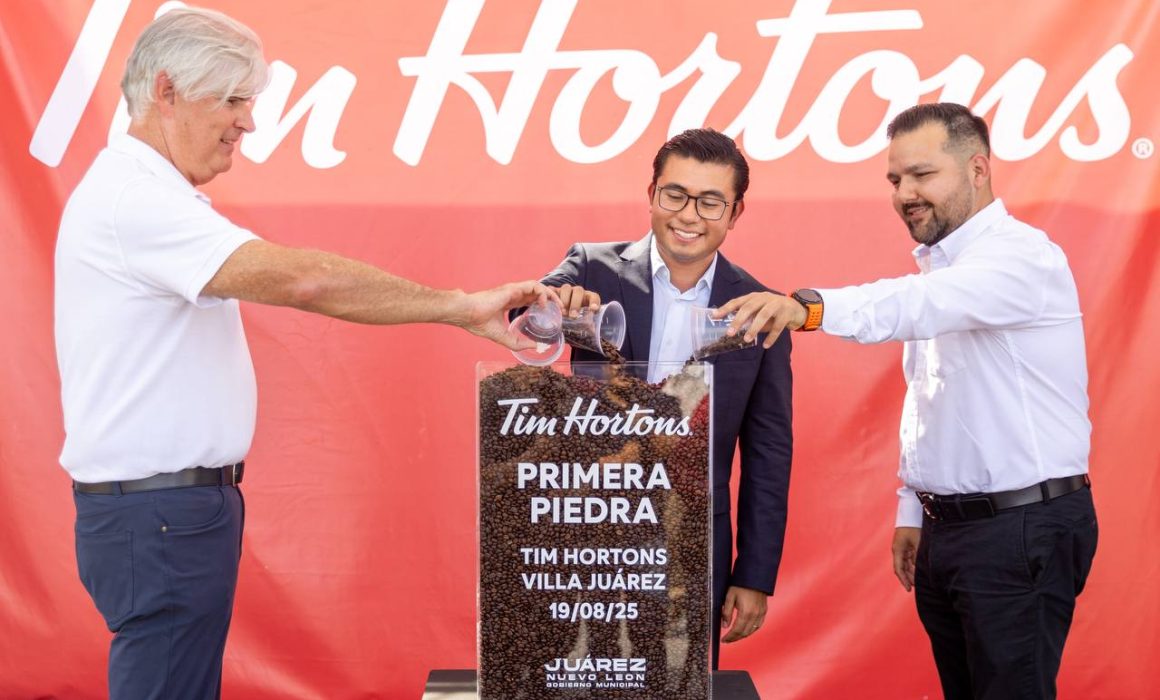 Tim Hortons®
Tim Hortons
PRIMERA
PIEDRA
TIM HORTONS
VILLA JUÁREZ
19/08/25
JUÁREZ
NUEVO LEÓN
GOBIERNO MUNICIPAL